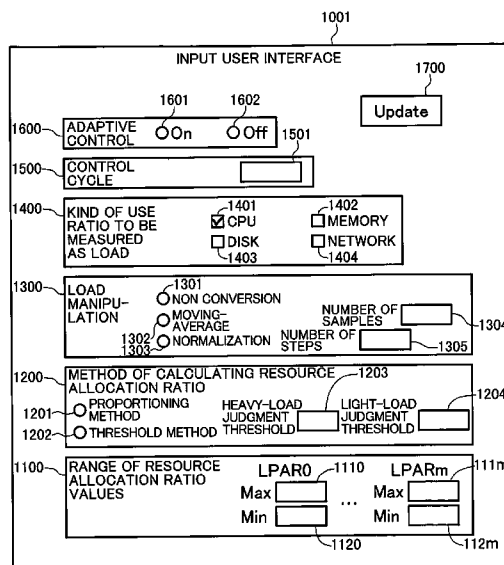 1001
INPUT USER INTERFACE
1700
Update
1601 1602
1600 ADAPTIVE CONTROL On Off
1501
1500 CONTROL CYCLE
1400 KIND OF USE RATIO TO BE MEASURED AS LOAD
1401 1402
CPU MEMORY
DISK NETWORK
1403 1404
1300 LOAD MANIPU-LATION
1301
NON CONVERSION
1302 MOVING-AVERAGE
1303 NORMALIZATION
NUMBER OF SAMPLES 1304
NUMBER OF STEPS 1305
1200 METHOD OF CALCULATING RESOURCE ALLOCATION RATIO
1203
1201 PROPORTIONING METHOD
1202 THRESHOLD METHOD
HEAVY-LOAD JUDGMENT THRESHOLD
LIGHT-LOAD JUDGMENT THRESHOLD 1204
1100 RANGE OF RESOURCE ALLOCATION RATIO VALUES
LPAR0 1110 LPARm 111m
Max ... Max
Min Min
1120 112m